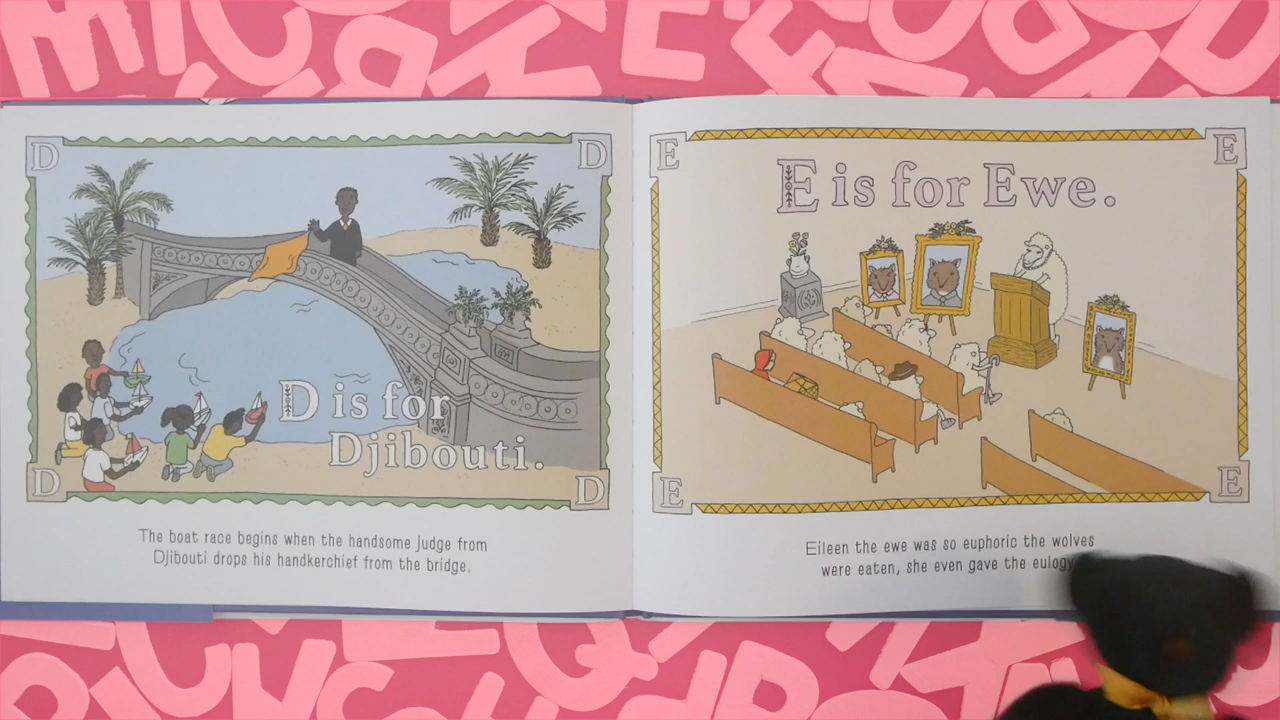 D
D
D is for
Djibouti.
D
D
The boat race begins when the handsome judge from
Djibouti drops his handkerchief from the bridge.
E
E
E is for Ewe.
E
E
Eileen the ewe was so euphoric the wolves
were eaten, she even gave the eulogy